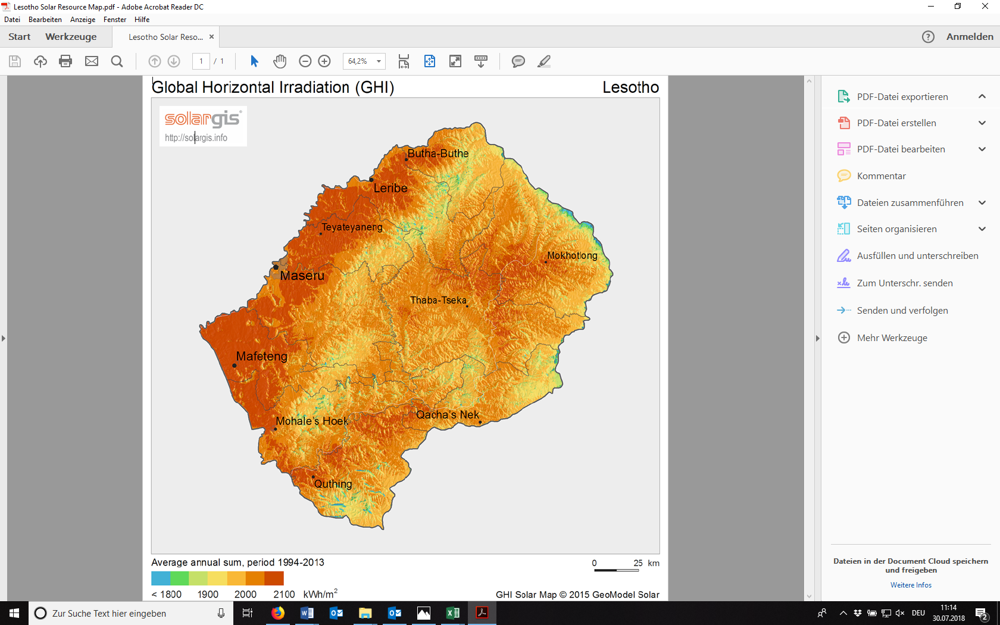 Lesotho Solar Resource Map.pdf - Adobe Acrobat Reader DC
Datei Bearbeiten Anzeige Fenster Hilfe
Start Werkzeuge Lesotho Solar Reso... × ? Anmelden
1 / 1 64,2%
Global Horizontal Irradiation (GHI) Lesotho
solargis®
http://solargis.info
Butha-Buthe
Leribe
Teyateyaneng
Mokhotlong
Maseru
Thaba-Tseka
Mafeteng
Qacha's Nek
Mohale's Hoek
Quthing
Average annual sum, period 1994-2013
0 25 km
< 1800 1900 2000 2100 kWh/m²
GHI Solar Map © 2015 GeoModel Solar
PDF-Datei exportieren
PDF-Datei erstellen
PDF-Datei bearbeiten
Kommentar
Dateien zusammenführen
Seiten organisieren
Ausfüllen und unterschreiben
Zum Unterschr. senden
Senden und verfolgen
Mehr Werkzeuge
Dateien in der Document Cloud speichern
und freigeben
Weitere Infos
Zur Suche Text hier eingeben
DEU
11:14
30.07.2018
2